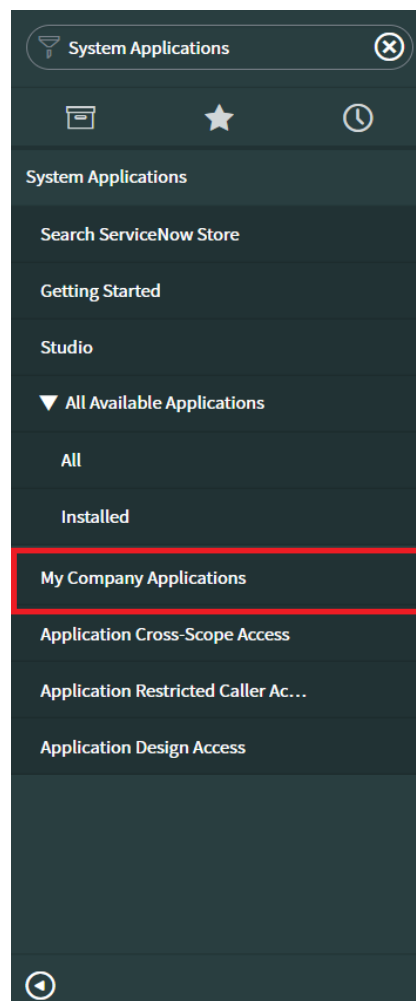 System Applications
System Applications
Search ServiceNow Store
Getting Started
Studio
All Available Applications
All
Installed
My Company Applications
Application Cross-Scope Access
Application Restricted Caller Ac...
Application Design Access